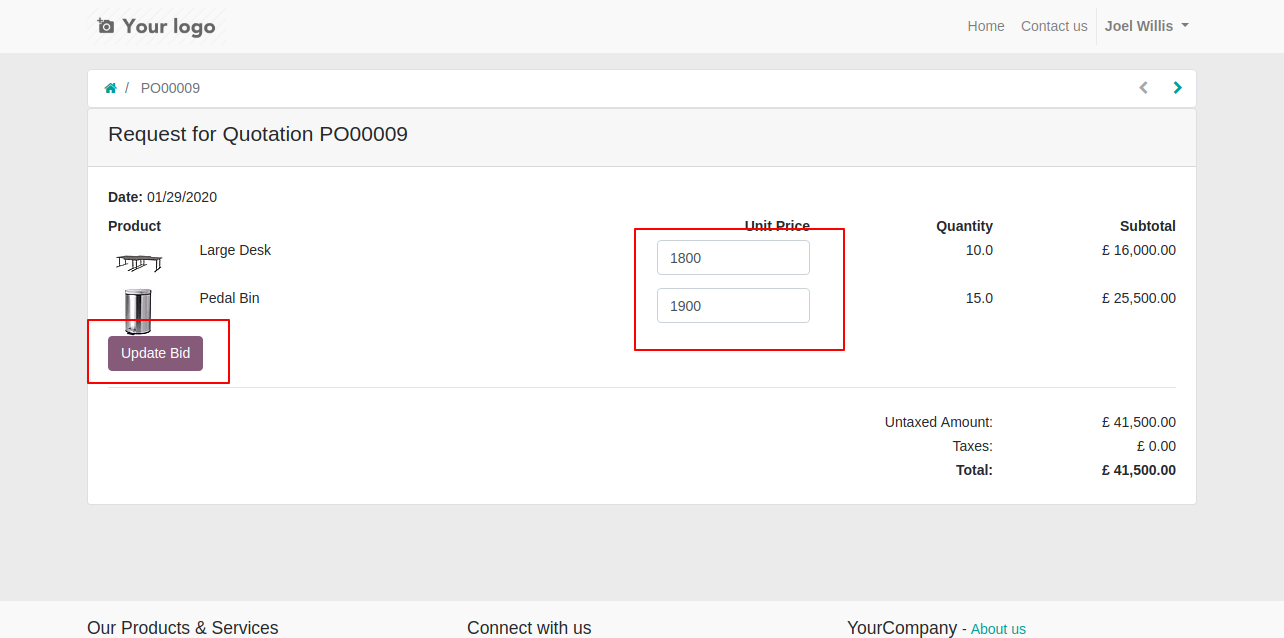 Your logo
Home Contact us Joel Willis
/ PO00009
Request for Quotation PO00009
Date: 01/29/2020
Product Unit Price Quantity Subtotal
Large Desk 1800 10.0 £ 16,000.00
Pedal Bin 1900 15.0 £ 25,500.00
Update Bid
Untaxed Amount: £ 41,500.00
Taxes: £ 0.00
Total: £ 41,500.00
Our Products & Services Connect with us YourCompany - About us